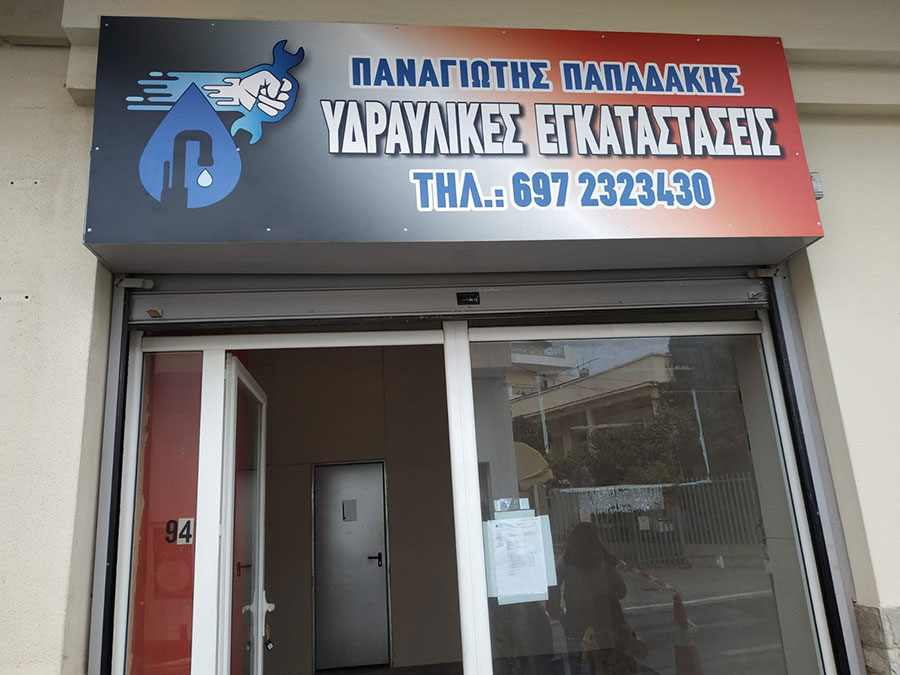 ΠΑΝΑΓΙΩΤΗΣ ΠΑΠΑΔΑΚΗΣ
ΥΔΡΑΥΛΙΚΕΣ ΕΓΚΑΤΑΣΤΑΣΕΙΣ
ΤΗΛ.: 697 2323430
94